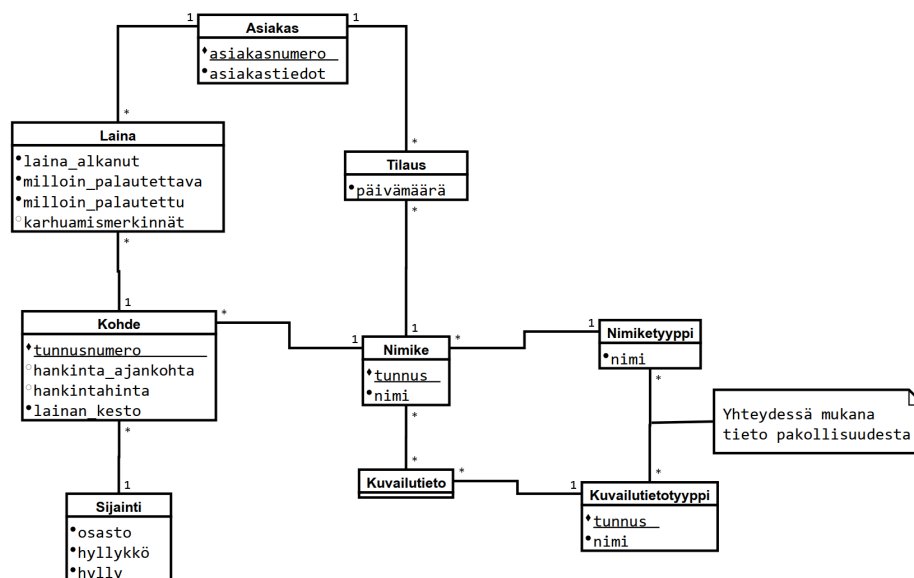 1
Asiakas
1
asiakasnumero
asiakastiedot
*
Laina
laina_alkanut
milloin_palautettava
milloin_palautettu
karhuamismerkinnät
*
*
Tilaus
päivämäärä
*
1
Kohde
*
tunnusnumero
hankinta_ajankohta
hankintahinta
lainan_kesto
*
1
1
Nimike
*
tunnus
nimi
*
1
Nimiketyyppi
nimi
*
Yhteydessä mukana
tieto pakollisuudesta
*
Kuvailutieto
*
1
*
Kuvailutietotyyppi
tunnus
nimi
1
Sijainti
osasto
hyllykkö
hylly